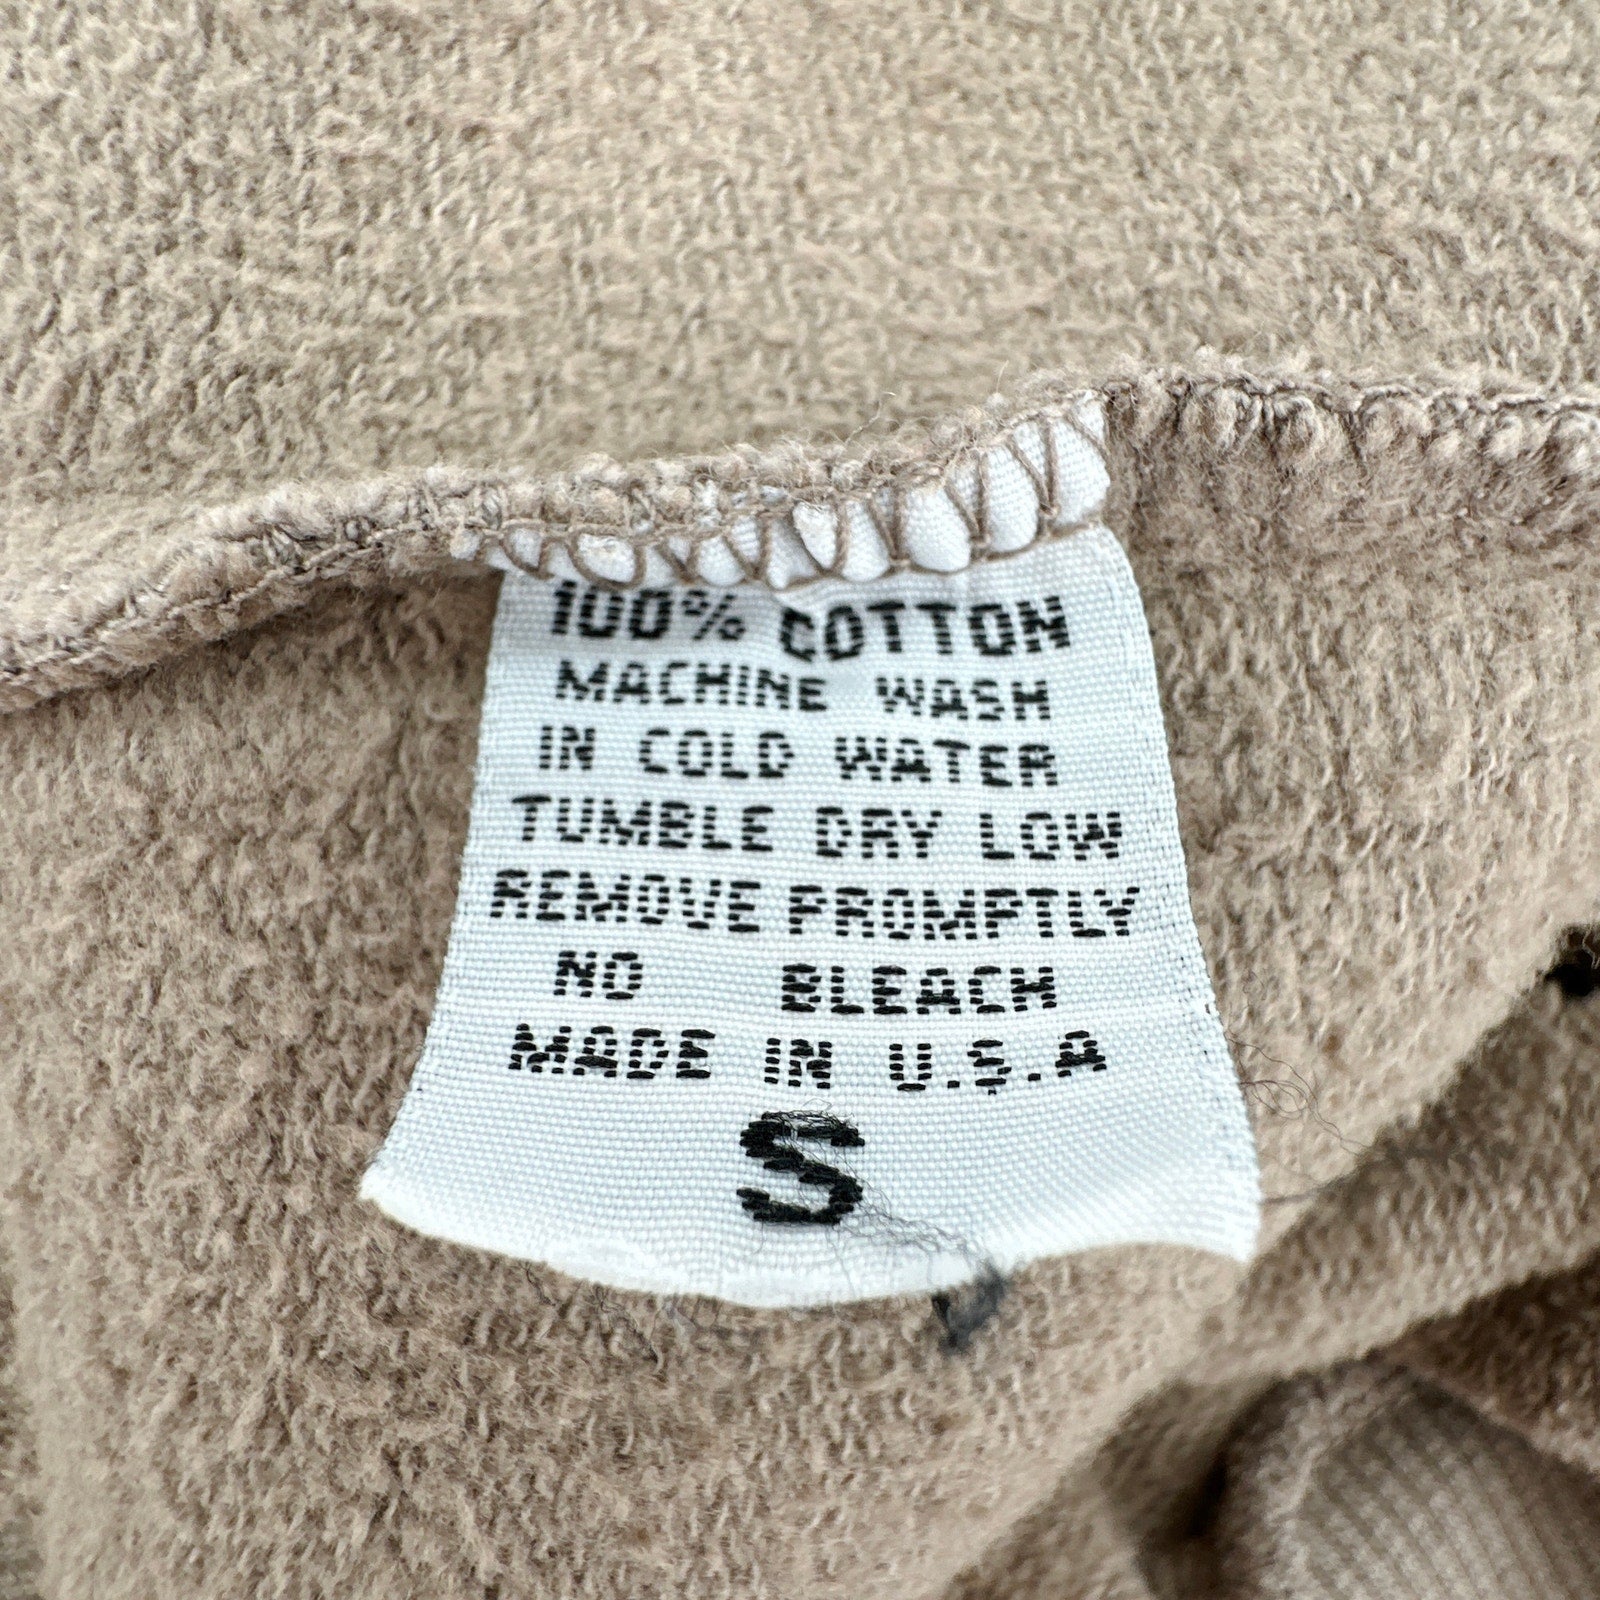 100% COTTON
MACHINE WASH
IN COLD WATER
TUMBLE DRY LOW
REMOVE PROMPTLY
NO BLEACH
MADE IN U.S.A
S